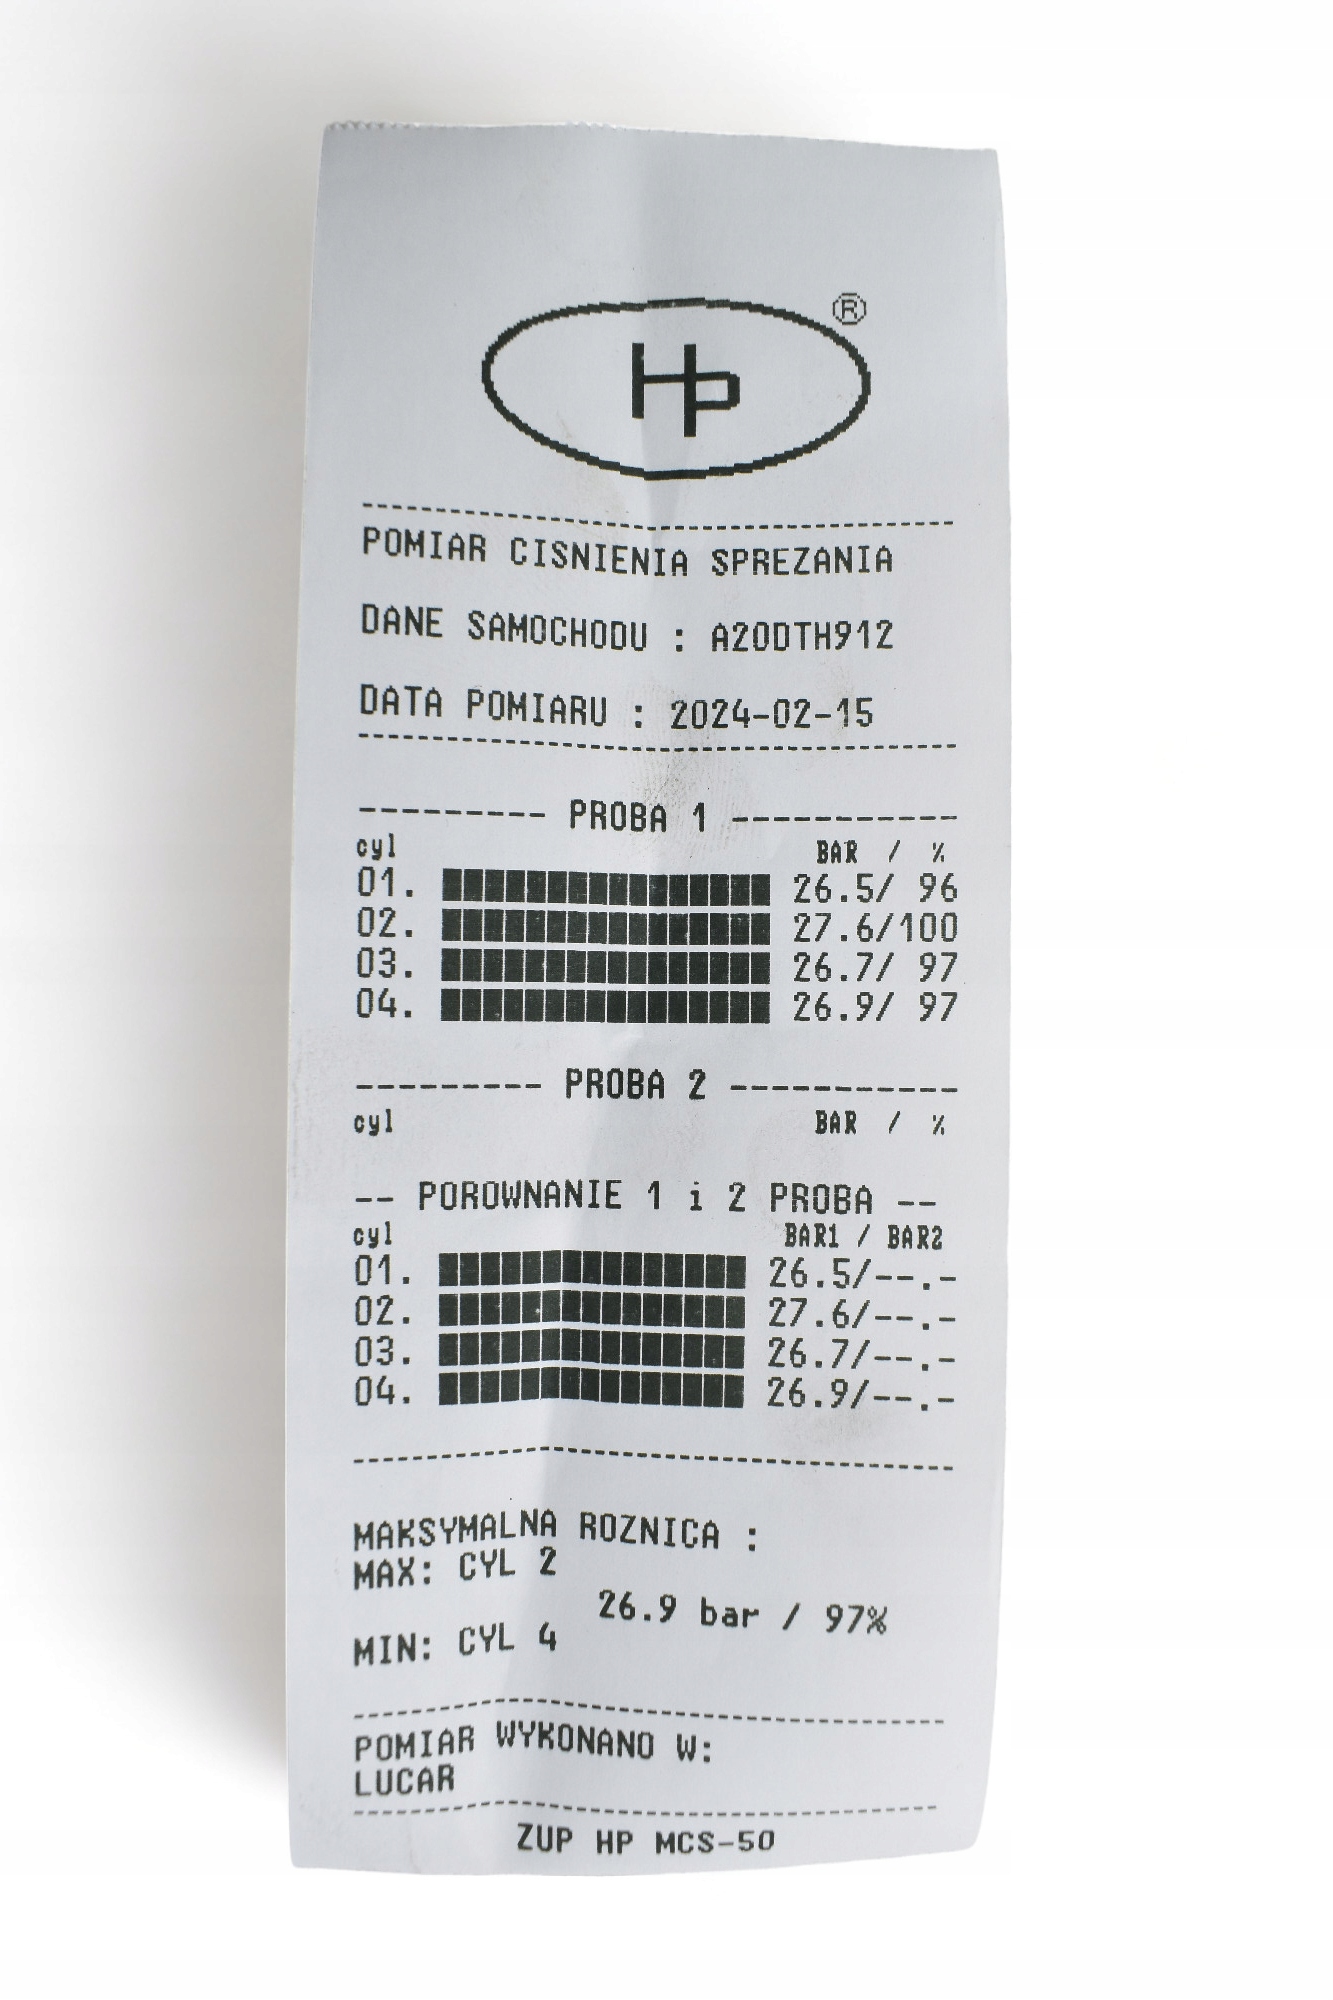 Hp ®
POMIAR CISNIENIA SPREZANIA
DANE SAMOCHODU : A20DTH912
DATA POMIARU : 2024-02-15
--------- PROBA 1 -----------
cyl BAR / %
01. 26.5/ 96
02. 27.6/100
03. 26.7/ 97
04. 26.9/ 97
--------- PROBA 2 -----------
cyl BAR / %
-- POROWNANIE 1 i 2 PROBA --
cyl BAR1 / BAR2
01. 26.5/--.-
02. 27.6/--.-
03. 26.7/--.-
04. 26.9/--.-
MAKSYMALNA ROZNICA :
MAX: CYL 2
26.9 bar / 97%
MIN: CYL 4
POMIAR WYKONANO W:
LUCAR
ZUP HP MCS-50